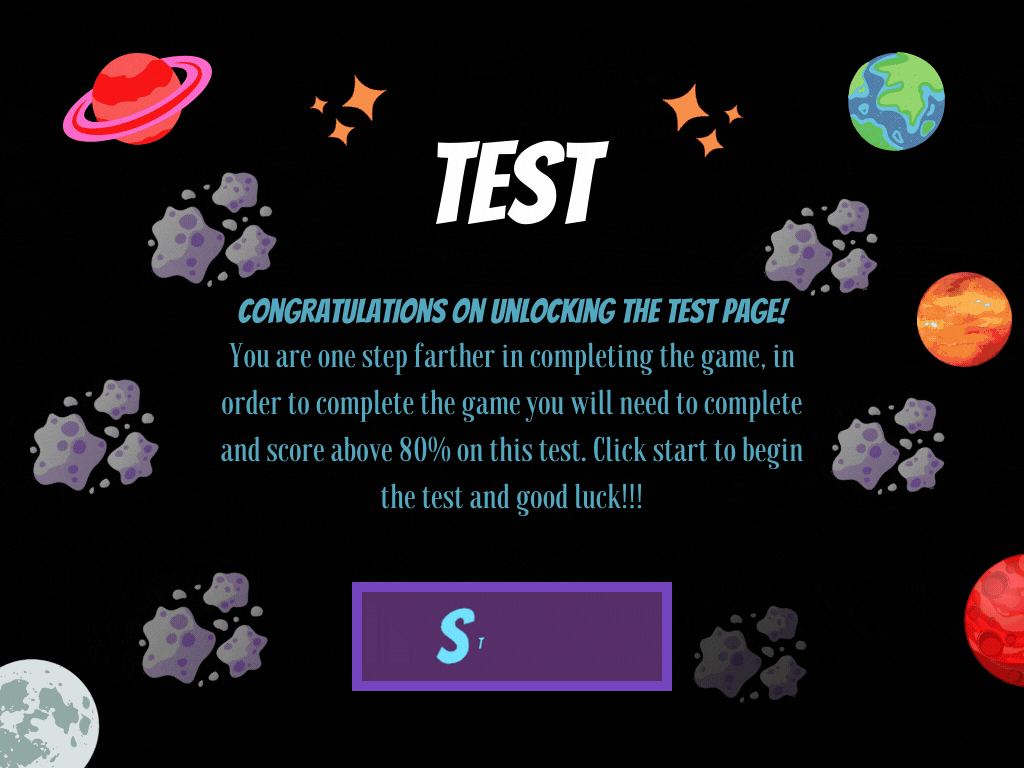 TEST
CONGRATULATIONS ON UNLOCKING THE TEST PAGE!
You are one step farther in completing the game, in
order to complete the game you will need to complete
and score above 80% on this test. Click start to begin
the test and good luck!!!
ST